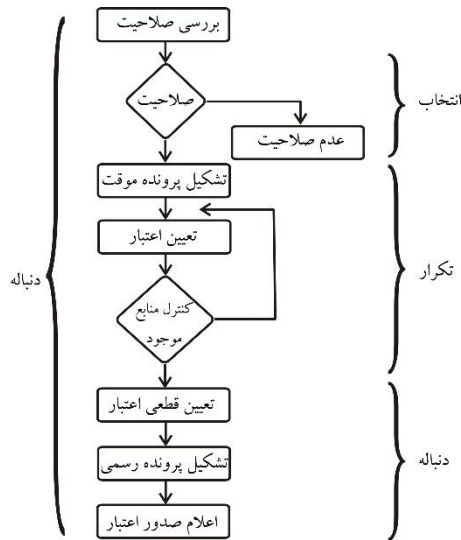 بررسی صلاحیت
صلاحیت
انتخاب
عدم صلاحیت
تشکیل پرونده موقت
تعیین اعتبار
تکرار
دنباله
کنترل منابع
موجود
تعیین قطعی اعتبار
تشکیل پرونده رسمی
دنباله
اعلام صدور اعتبار